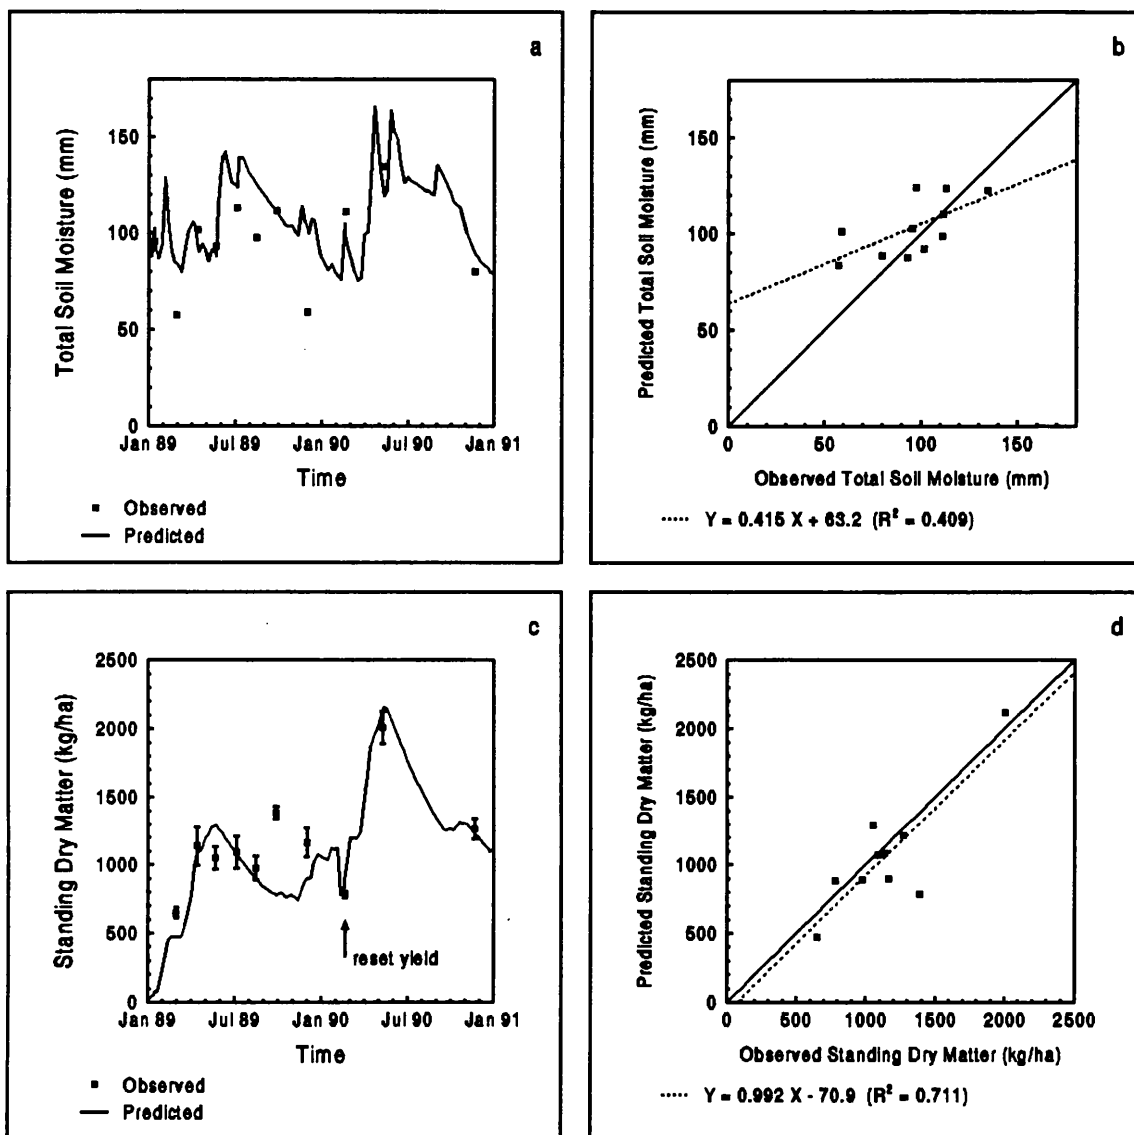 a
Total Soil Moisture (mm)
150
100
50
0
Jan 89 Jul 89 Jan 90 Jul 90 Jan 91
Time
Observed
Predicted
b
Predicted Total Soil Moisture (mm)
150
100
50
0
0 50 100 150
Observed Total Soil Moisture (mm)
Y = 0.415 X + 63.2 (R² = 0.409)
c
Standing Dry Matter (kg/ha)
2500
2000
1500
1000
500
0
reset yield
Jan 89 Jul 89 Jan 90 Jul 90 Jan 91
Time
Observed
Predicted
d
Predicted Standing Dry Matter (kg/ha)
2500
2000
1500
1000
500
0
0 500 1000 1500 2000 2500
Observed Standing Dry Matter (kg/ha)
Y = 0.992 X - 70.9 (R² = 0.711)